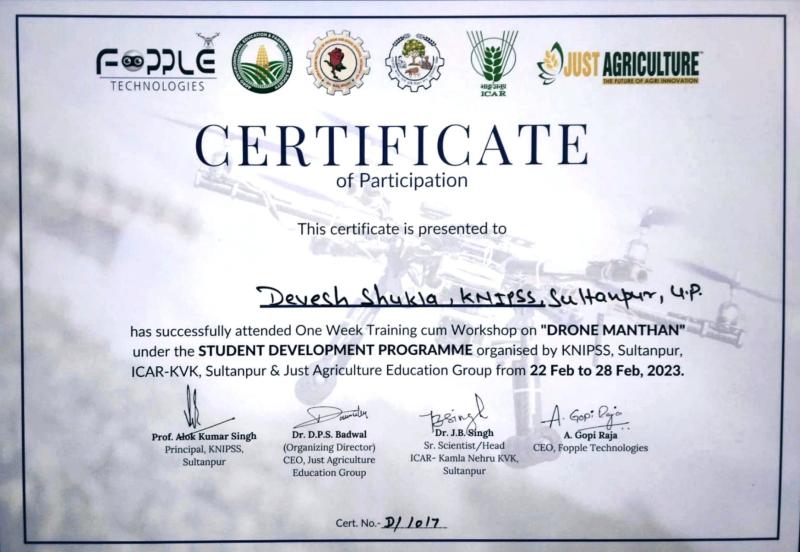 FOPPLE
TECHNOLOGIES
भाकृअनुप
ICAR
JUST AGRICULTURE
THE FUTURE OF AGRI INNOVATION
CERTIFICATE
of Participation
This certificate is presented to
Devesh Shukla, KNIPSS, Sultanpur, U.P.
has successfully attended One Week Training cum Workshop on "DRONE MANTHAN"
under the STUDENT DEVELOPMENT PROGRAMME organised by KNIPSS, Sultanpur,
ICAR-KVK, Sultanpur & Just Agriculture Education Group from 22 Feb to 28 Feb, 2023.
A. Gopi Raja
Prof. Alok Kumar Singh
Principal, KNIPSS,
Sultanpur
Dr. D.P.S. Badwal
(Organizing Director)
CEO, Just Agriculture
Education Group
Dr. J.B. Singh
Sr. Scientist/Head
ICAR- Kamla Nehru KVK,
Sultanpur
A. Gopi Raja
CEO, Fopple Technologies
Cert. No.- D/107